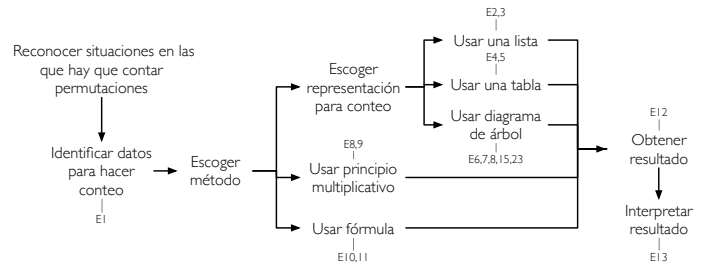 Reconocer situaciones en las
que hay que contar
permutaciones
Identificar datos
para hacer
conteo
E1
Escoger
método
Escoger
representación
para conteo
E2,3
Usar una lista
E4,5
Usar una tabla
Usar diagrama
de árbol
E6,7,8,15,23
E8,9
Usar principio
multiplicativo
Usar fórmula
E10,11
E12
Obtener
resultado
Interpretar
resultado
E13